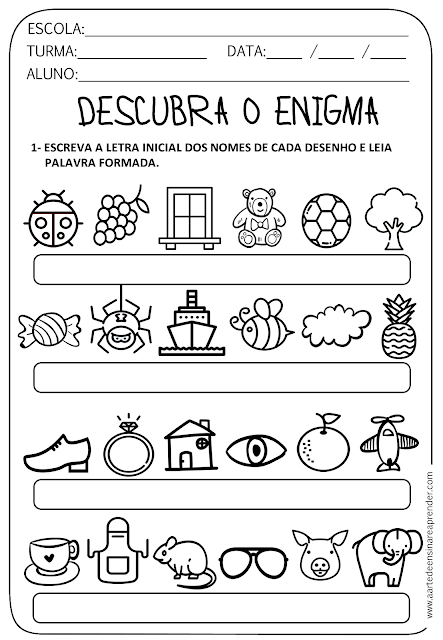 ESCOLA:
TURMA: DATA: / /
ALUNO:
DESCUBRA O ENIGMA
1- ESCREVA A LETRA INICIAL DOS NOMES DE CADA DESENHO E LEIA
PALAVRA FORMADA.
www.aartedeensinareaprender.com